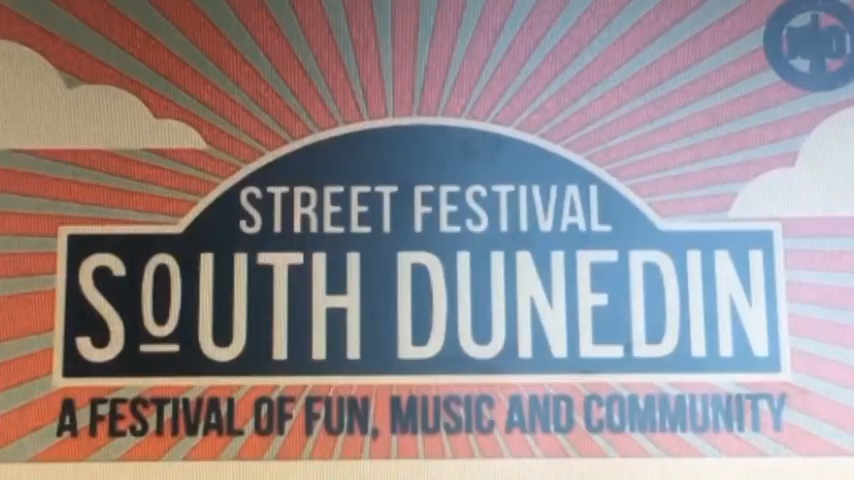 STREET FESTIVAL
SOUTH DUNEDIN
A FESTIVAL OF FUN, MUSIC AND COMMUNITY